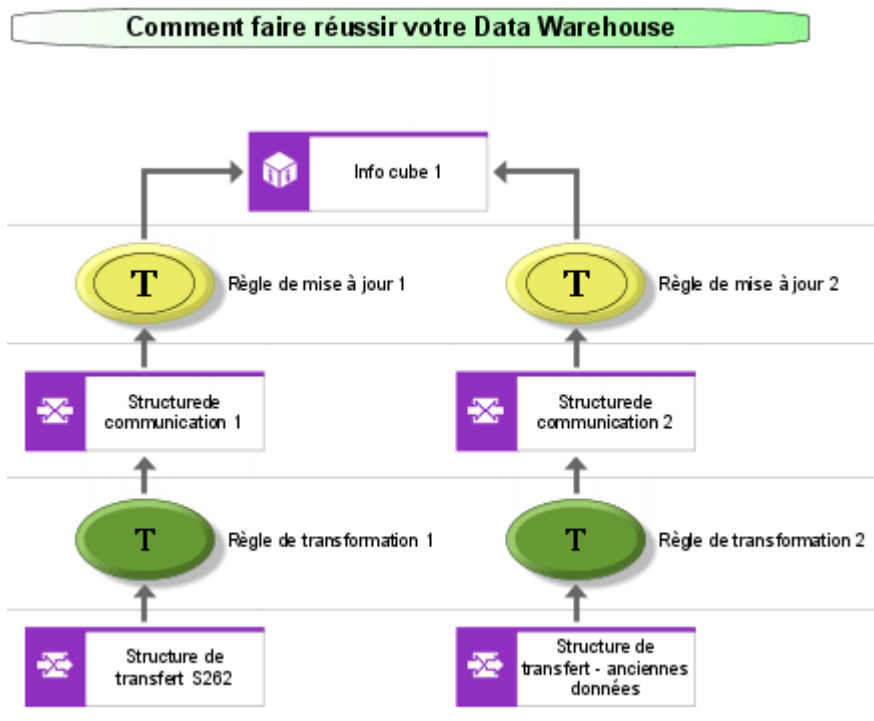 Comment faire réussir votre Data Warehouse
Info cube 1
T
Règle de mise à jour 1
T
Règle de mise à jour 2
Structurede
communication 1
Structurede
communication 2
T
Règle de transformation 1
T
Règle de transformation 2
Structure de
transfert S262
Structure de
transfert - anciennes
données